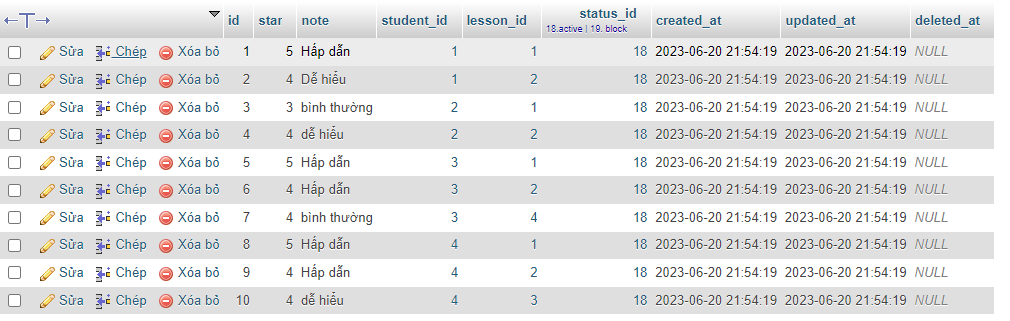 id star note student_id lesson_id status_id created_at updated_at deleted_at
18.active | 19. block
Sửa Chép Xóa bỏ 1 5 Hấp dẫn 1 1 18 2023-06-20 21:54:19 2023-06-20 21:54:19 NULL
Sửa Chép Xóa bỏ 2 4 Dễ hiểu 1 2 18 2023-06-20 21:54:19 2023-06-20 21:54:19 NULL
Sửa Chép Xóa bỏ 3 3 bình thường 2 1 18 2023-06-20 21:54:19 2023-06-20 21:54:19 NULL
Sửa Chép Xóa bỏ 4 4 dễ hiểu 2 2 18 2023-06-20 21:54:19 2023-06-20 21:54:19 NULL
Sửa Chép Xóa bỏ 5 5 Hấp dẫn 3 1 18 2023-06-20 21:54:19 2023-06-20 21:54:19 NULL
Sửa Chép Xóa bỏ 6 4 Hấp dẫn 3 2 18 2023-06-20 21:54:19 2023-06-20 21:54:19 NULL
Sửa Chép Xóa bỏ 7 4 bình thường 3 4 18 2023-06-20 21:54:19 2023-06-20 21:54:19 NULL
Sửa Chép Xóa bỏ 8 5 Hấp dẫn 4 1 18 2023-06-20 21:54:19 2023-06-20 21:54:19 NULL
Sửa Chép Xóa bỏ 9 4 Hấp dẫn 4 2 18 2023-06-20 21:54:19 2023-06-20 21:54:19 NULL
Sửa Chép Xóa bỏ 10 4 dễ hiểu 4 3 18 2023-06-20 21:54:19 2023-06-20 21:54:19 NULL